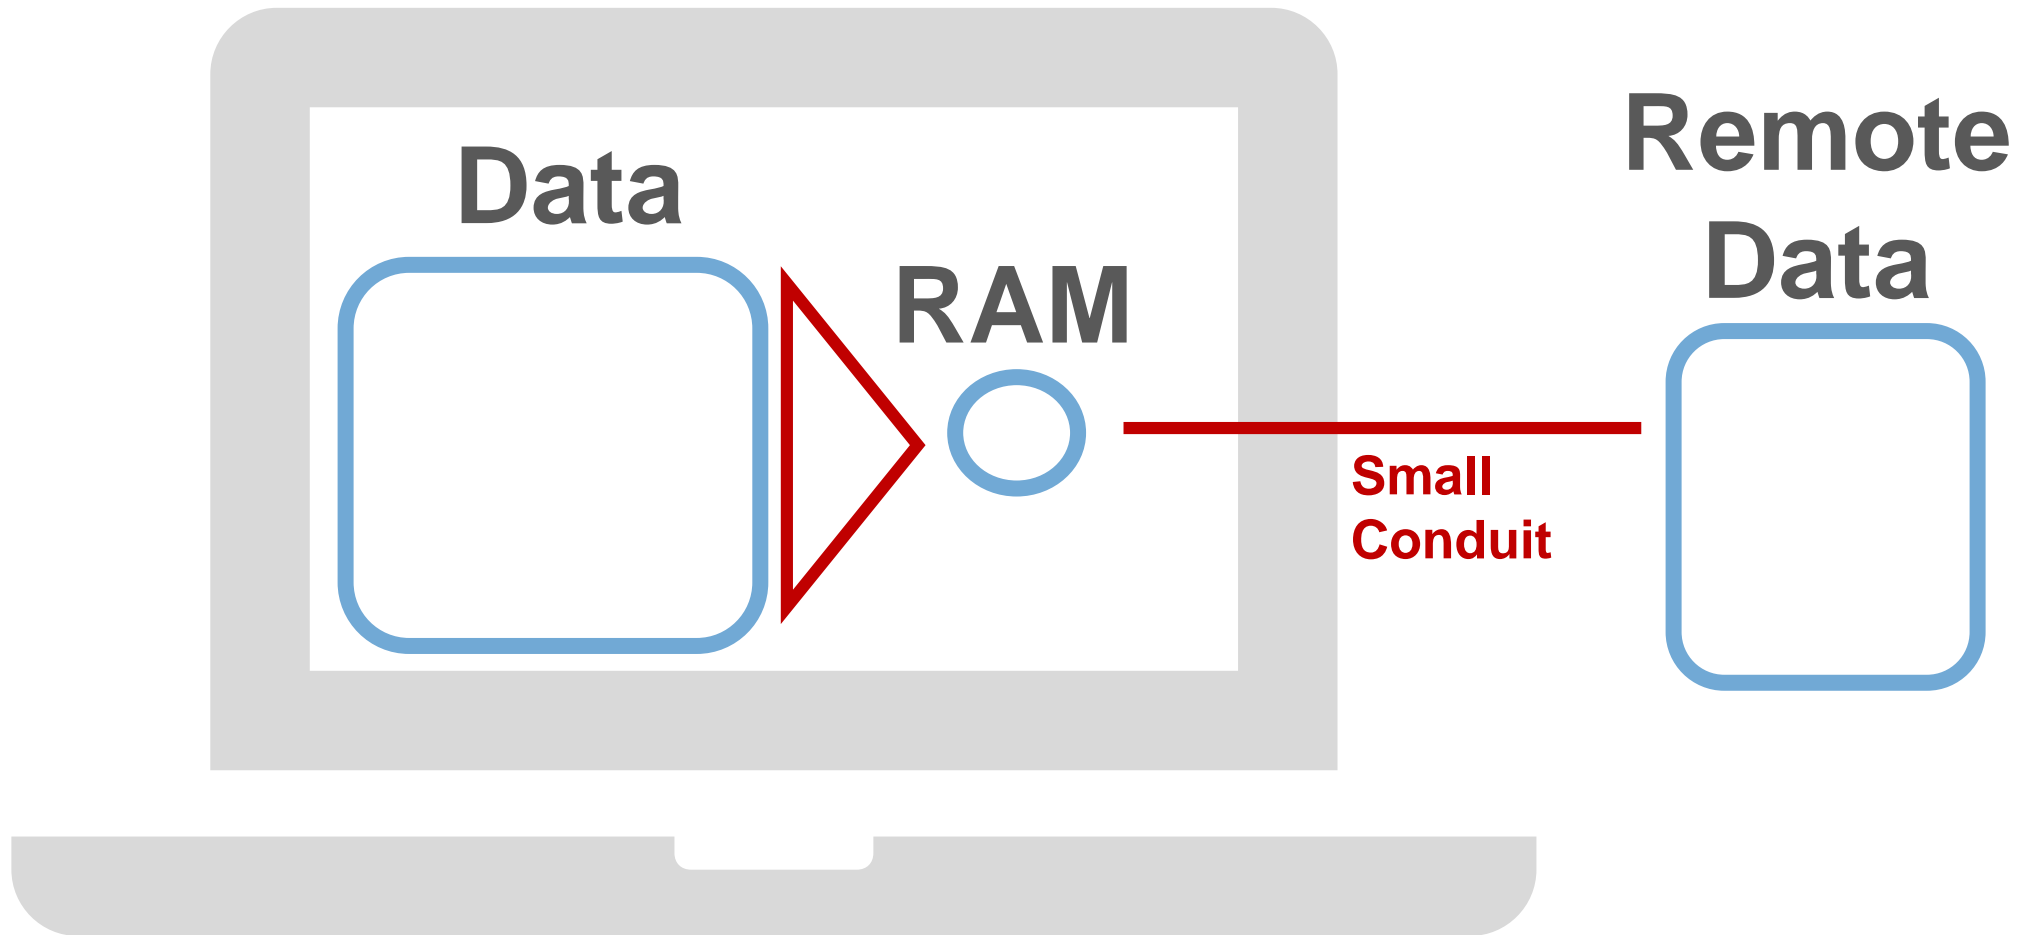 Data
RAM
Remote
Data
Small
Conduit